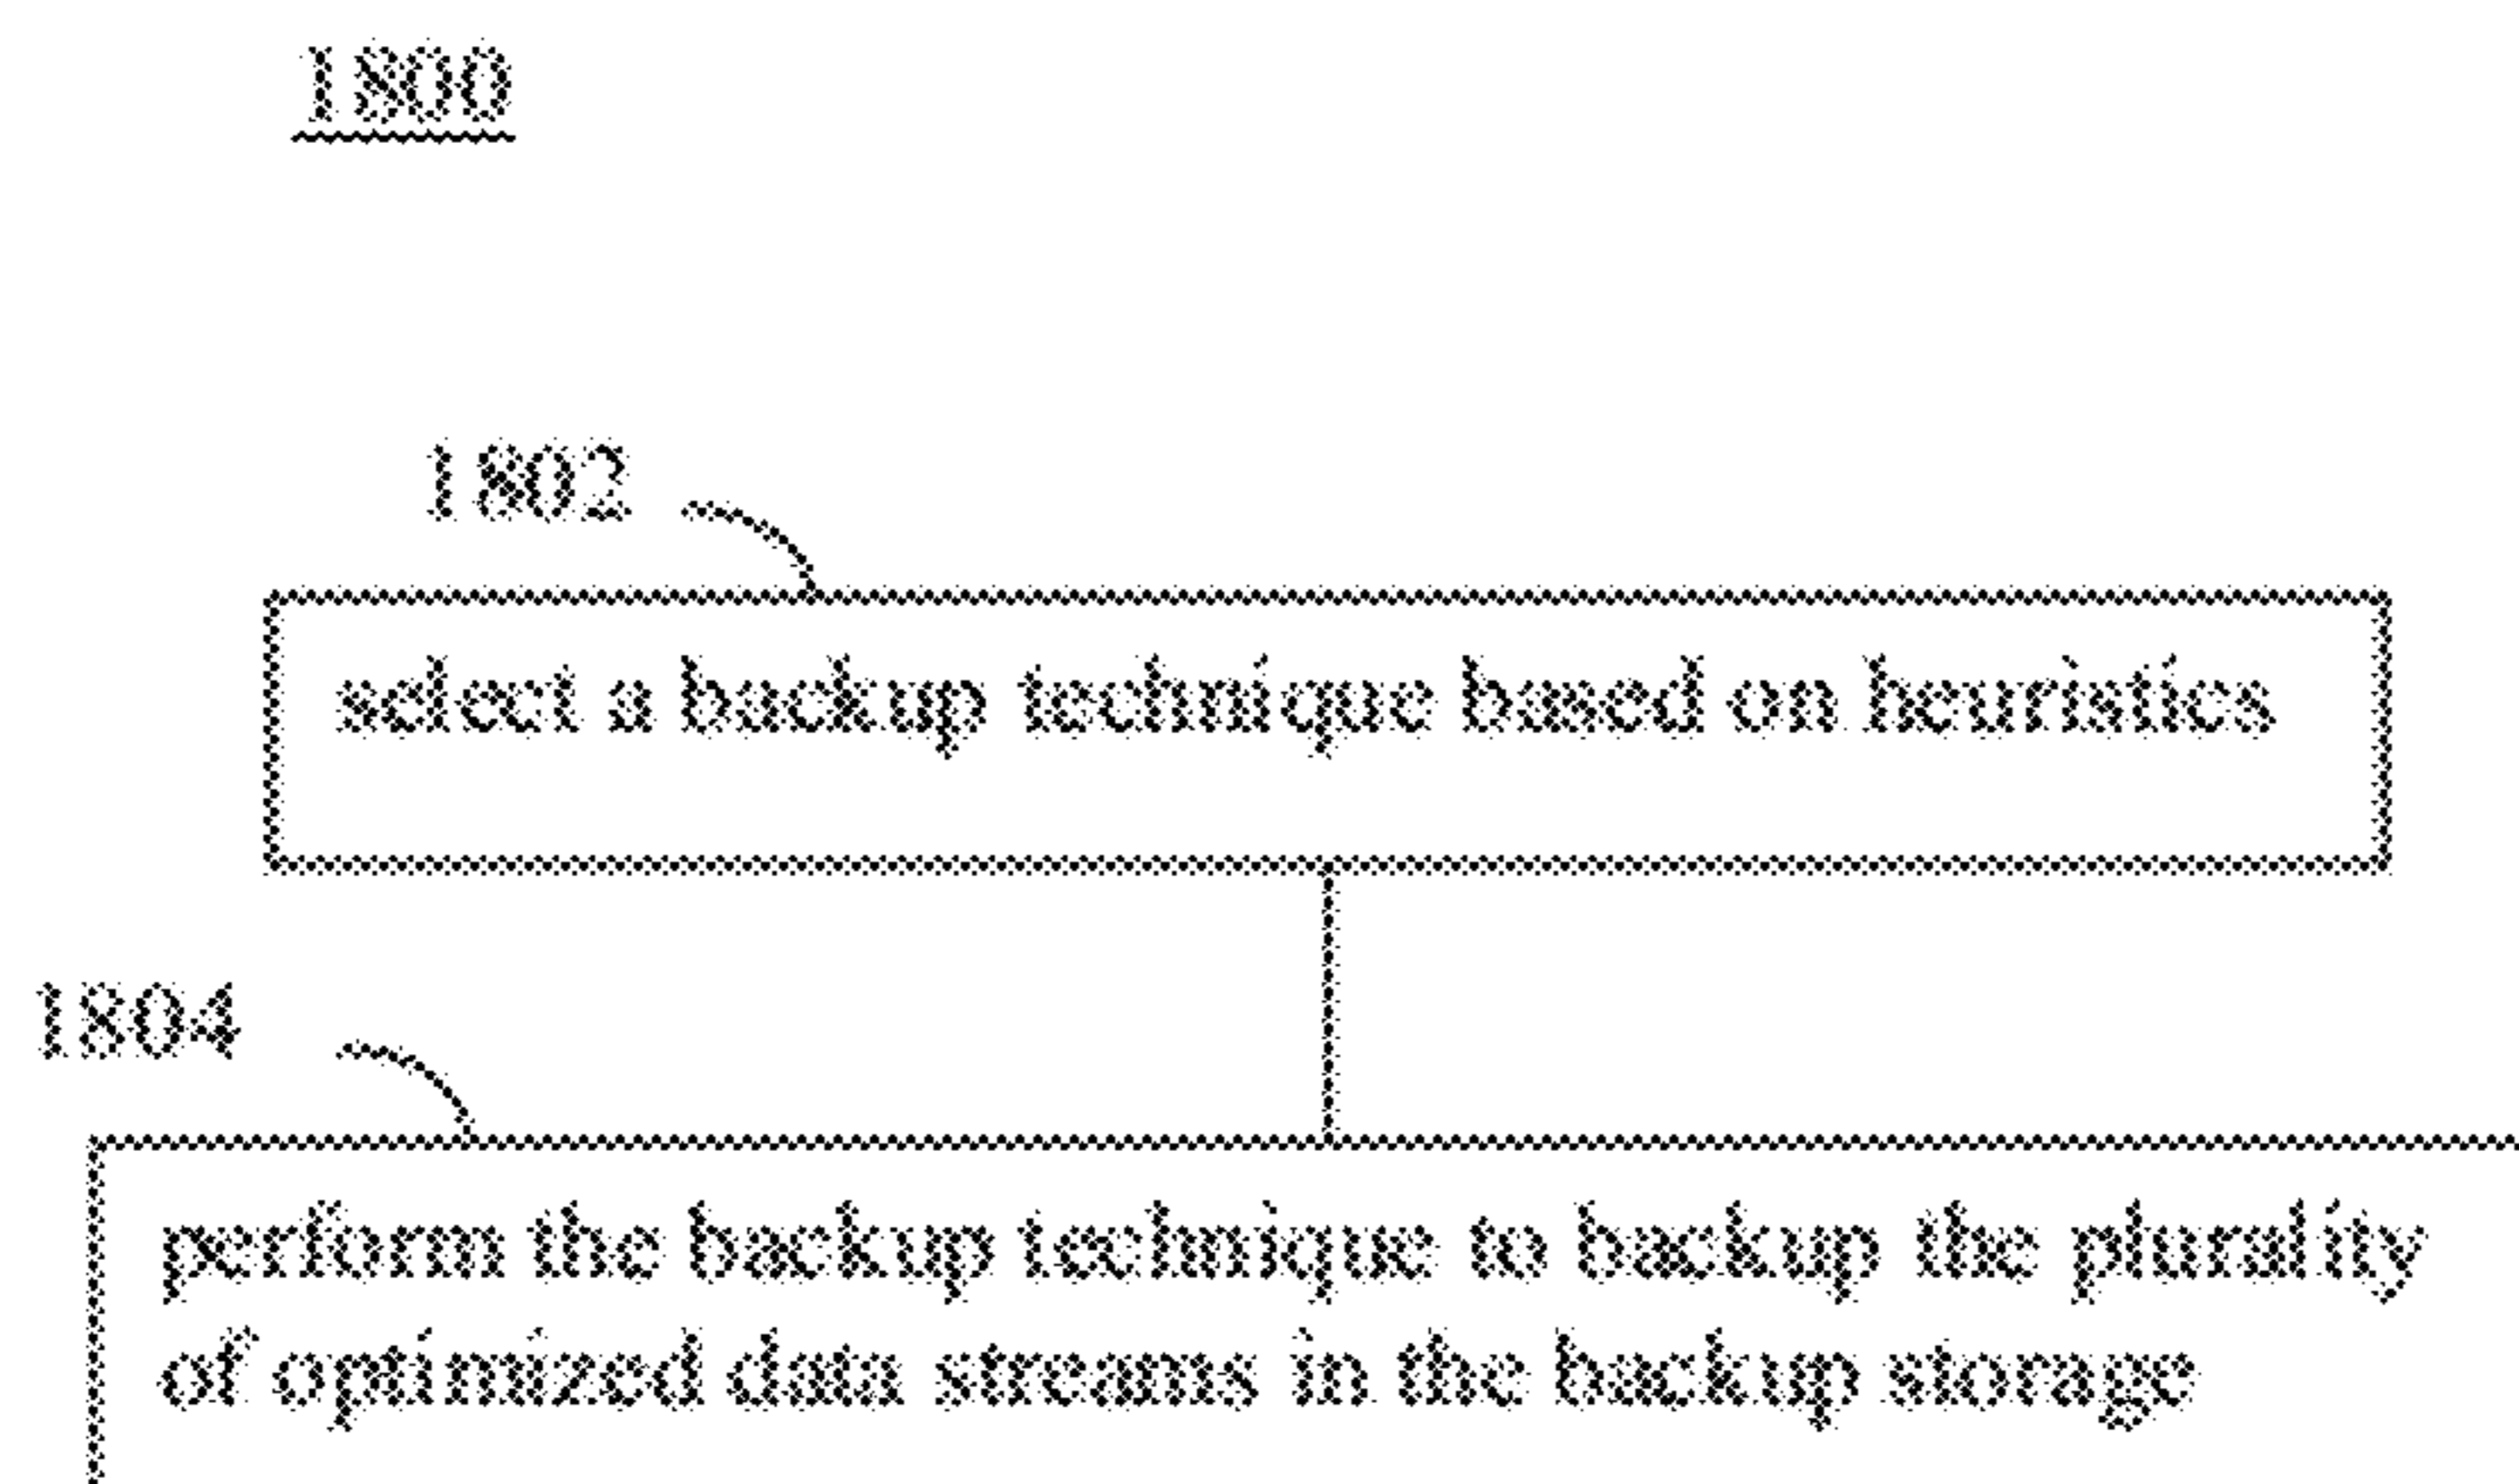 1800
1802
select a backup technique based on heuristics
1804
perform the backup technique to backup the plurality
of optimized data streams in the backup storage